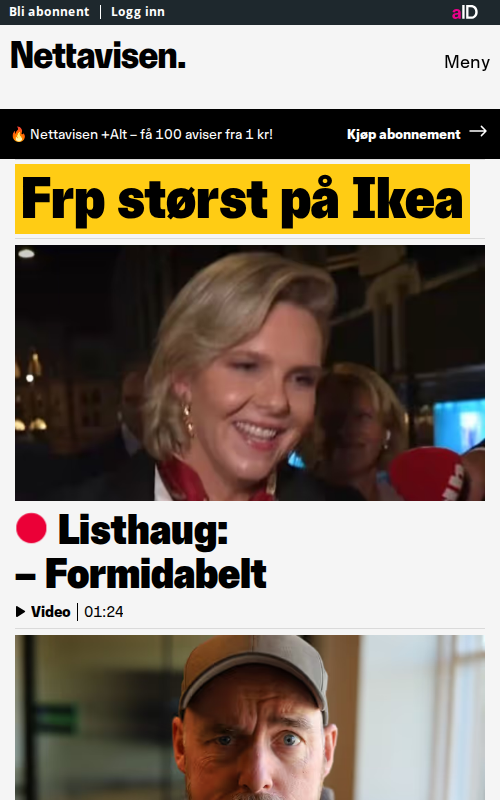 Bli abonnent | Logg inn
aID
Nettavisen.
Meny
🔥 Nettavisen +Alt – få 100 aviser fra 1 kr!
Kjøp abonnement →
Frp størst på Ikea
Listhaug:
– Formidabelt
Video | 01:24